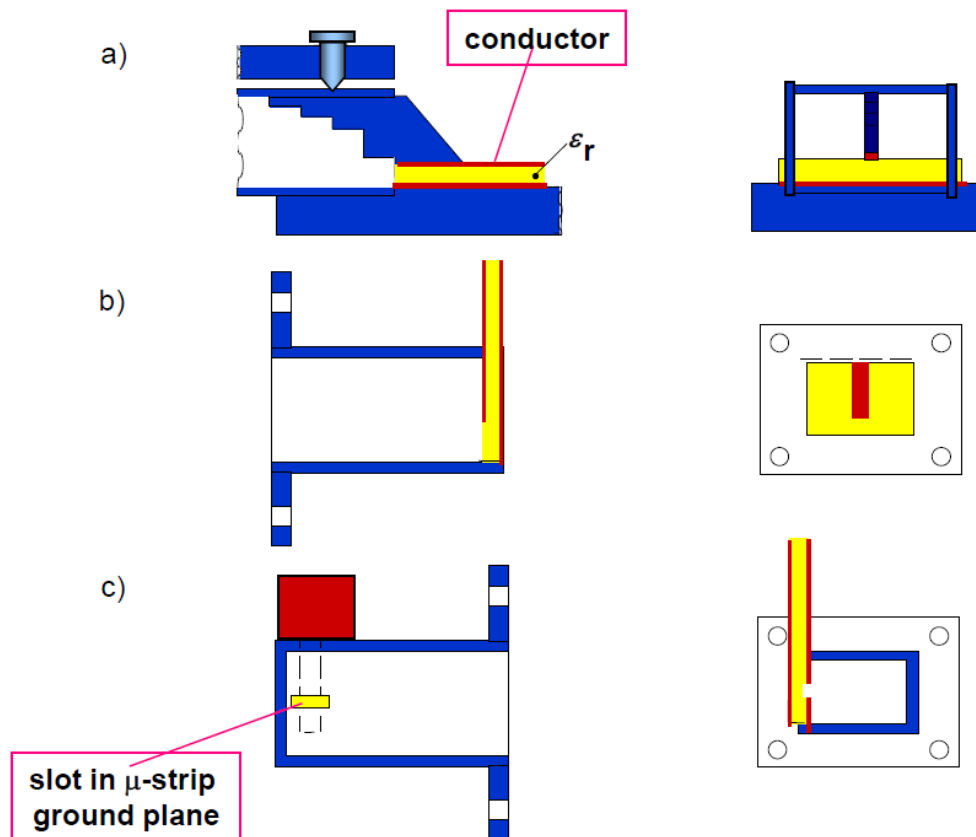 a)
conductor
εr
b)
c)
slot in μ-strip
ground plane